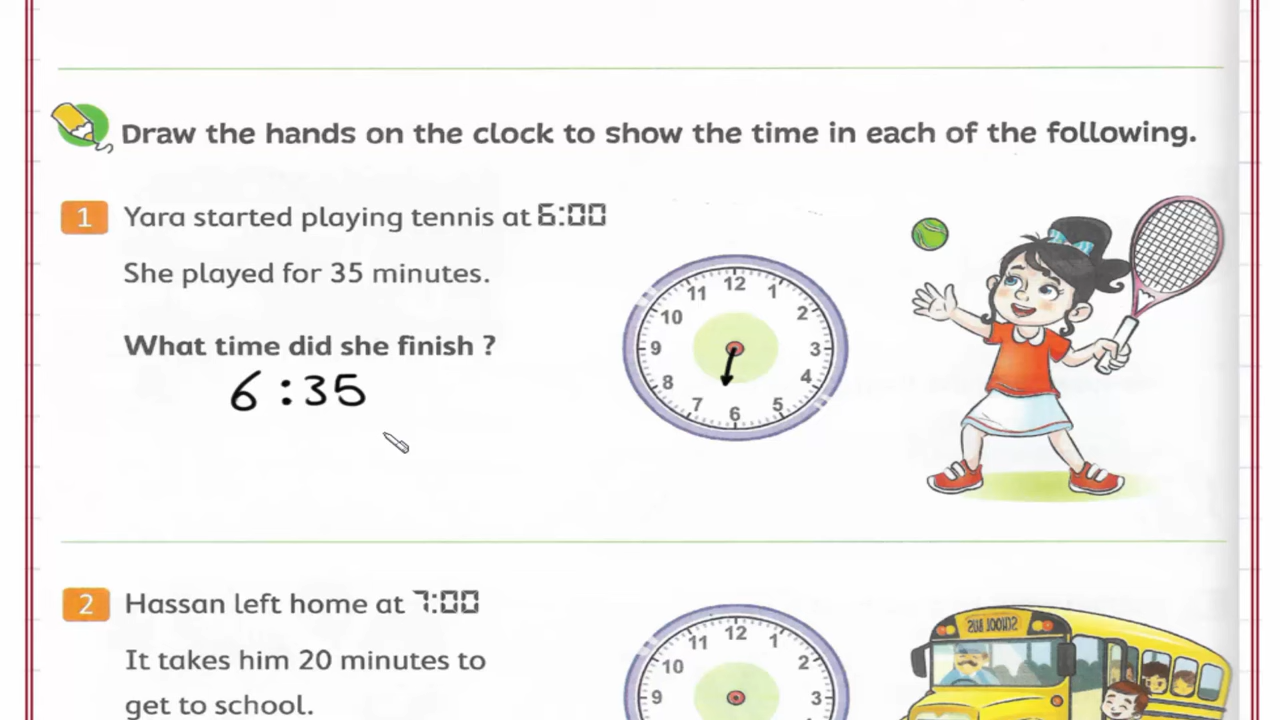 Draw the hands on the clock to show the time in each of the following.
1 Yara started playing tennis at 6:00
She played for 35 minutes.
What time did she finish ?
6:35
12
11 1
10 2
9 3
8 4
7 5
6
2 Hassan left home at 7:00
It takes him 20 minutes to
get to school.
12
11 1
10 2
9 3
SCHOOL BUS